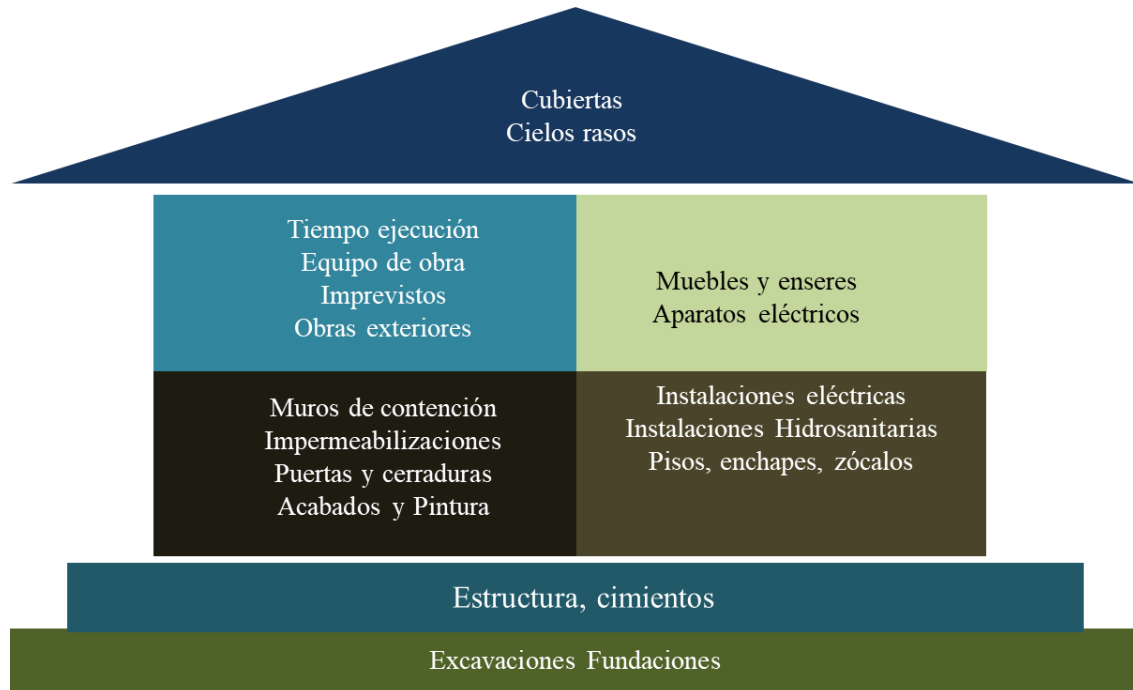 Cubiertas
Cielos rasos
Tiempo ejecución
Equipo de obra
Imprevistos
Obras exteriores
Muebles y enseres
Aparatos eléctricos
Muros de contención
Impermeabilizaciones
Puertas y cerraduras
Acabados y Pintura
Instalaciones eléctricas
Instalaciones Hidrosanitarias
Pisos, enchapes, zócalos
Estructura, cimientos
Excavaciones Fundaciones